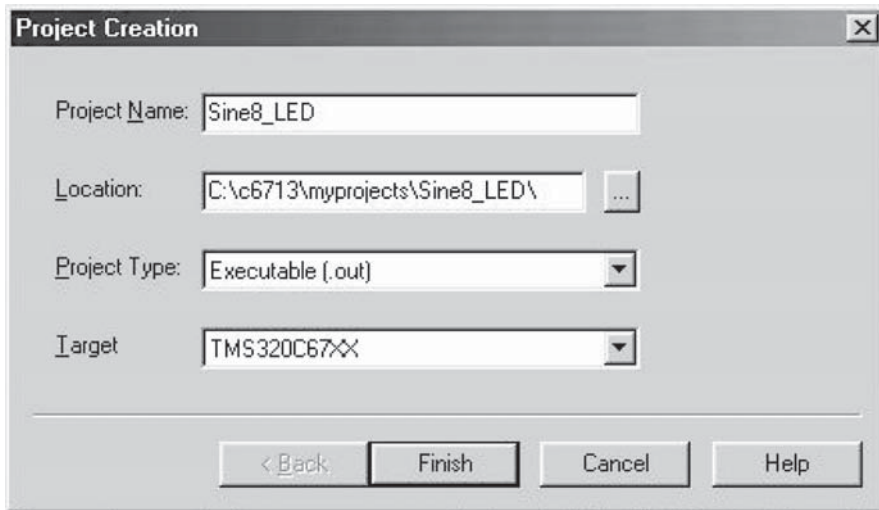 Project Creation
Project Name: Sine8_LED
Location: C:\c6713\myprojects\Sine8_LED\ ...
Project Type: Executable (.out)
Target TMS320C67XX
< Back Finish Cancel Help